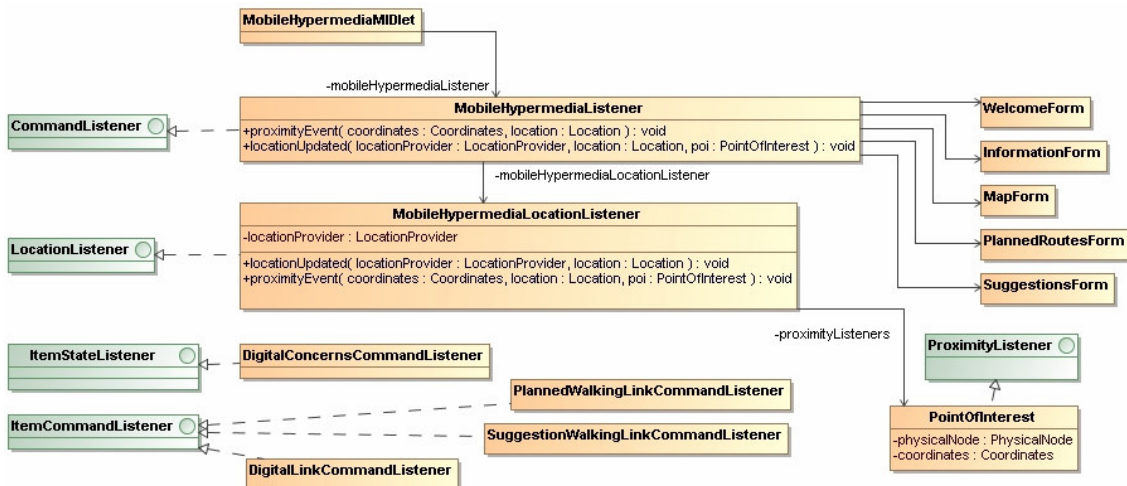 MobileHypermediaMIDlet
-mobileHypermediaListener
MobileHypermediaListener
+proximityEvent( coordinates : Coordinates, location : Location ) : void
+locationUpdated( locationProvider : LocationProvider, location : Location, poi : PointOfInterest ) : void
CommandListener
WelcomeForm
InformationForm
MapForm
PlannedRoutesForm
SuggestionsForm
-mobileHypermediaLocationListener
MobileHypermediaLocationListener
-locationProvider : LocationProvider
+locationUpdated( locationProvider : LocationProvider, location : Location ) : void
+proximityEvent( coordinates : Coordinates, location : Location, poi : PointOfInterest ) : void
LocationListener
-proximityListeners
ProximityListener
PointOfInterest
-physicalNode : PhysicalNode
-coordinates : Coordinates
ItemStateListener
DigitalConcernsCommandListener
ItemCommandListener
PlannedWalkingLinkCommandListener
SuggestionWalkingLinkCommandListener
DigitalLinkCommandListener